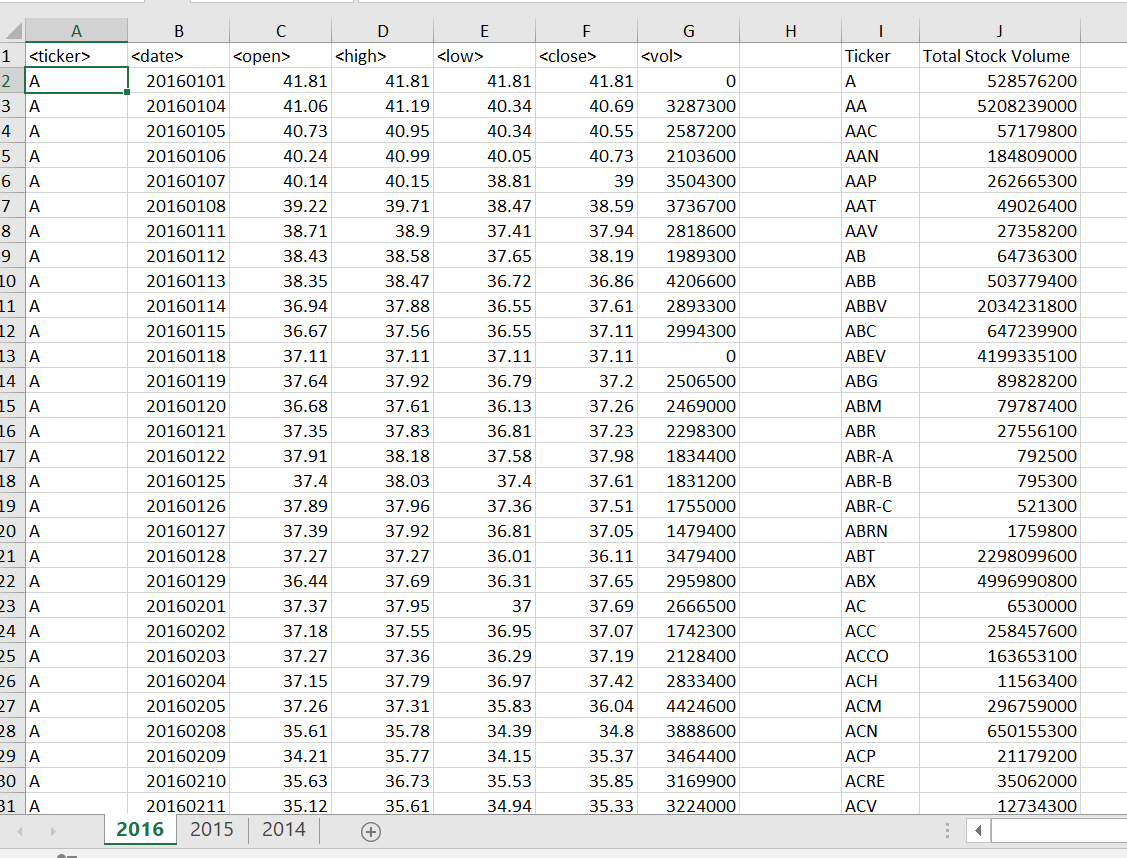 A B C D E F G H I J
1 <ticker> <date> <open> <high> <low> <close> <vol> Ticker Total Stock Volume
2 A 20160101 41.81 41.81 41.81 41.81 0 A 528576200
3 A 20160104 41.06 41.19 40.34 40.69 3287300 AA 5208239000
4 A 20160105 40.73 40.95 40.34 40.55 2587200 AAC 57179800
5 A 20160106 40.24 40.99 40.05 40.73 2103600 AAN 184809000
6 A 20160107 40.14 40.15 38.81 39 3504300 AAP 262665300
7 A 20160108 39.22 39.71 38.47 38.59 3736700 AAT 49026400
8 A 20160111 38.71 38.9 37.41 37.94 2818600 AAV 27358200
9 A 20160112 38.43 38.58 37.65 38.19 1989300 AB 64736300
10 A 20160113 38.35 38.47 36.72 36.86 4206600 ABB 503779400
11 A 20160114 36.94 37.88 36.55 37.61 2893300 ABBV 2034231800
12 A 20160115 36.67 37.56 36.55 37.11 2994300 ABC 647239900
13 A 20160118 37.11 37.11 37.11 37.11 0 ABEV 4199335100
14 A 20160119 37.64 37.92 36.79 37.2 2506500 ABG 89828200
15 A 20160120 36.68 37.61 36.13 37.26 2469000 ABM 79787400
16 A 20160121 37.35 37.83 36.81 37.23 2298300 ABR 27556100
17 A 20160122 37.91 38.18 37.58 37.98 1834400 ABR-A 792500
18 A 20160125 37.4 38.03 37.4 37.61 1831200 ABR-B 795300
19 A 20160126 37.89 37.96 37.36 37.51 1755000 ABR-C 521300
20 A 20160127 37.39 37.92 36.81 37.05 1479400 ABRN 1759800
21 A 20160128 37.27 37.27 36.01 36.11 3479400 ABT 2298099600
22 A 20160129 36.44 37.69 36.31 37.65 2959800 ABX 4996990800
23 A 20160201 37.37 37.95 37 37.69 2666500 AC 6530000
24 A 20160202 37.18 37.55 36.95 37.07 1742300 ACC 258457600
25 A 20160203 37.27 37.36 36.29 37.19 2128400 ACCO 163653100
26 A 20160204 37.15 37.79 36.97 37.42 2833400 ACH 11563400
27 A 20160205 37.26 37.31 35.83 36.04 4424600 ACM 296759000
28 A 20160208 35.61 35.78 34.39 34.8 3888600 ACN 650155300
29 A 20160209 34.21 35.77 34.15 35.37 3464400 ACP 21179200
30 A 20160210 35.63 36.73 35.53 35.85 3169900 ACRE 35062000
31 A 20160211 35.12 35.61 34.94 35.33 3224000 ACV 12734300
2016 2015 2014